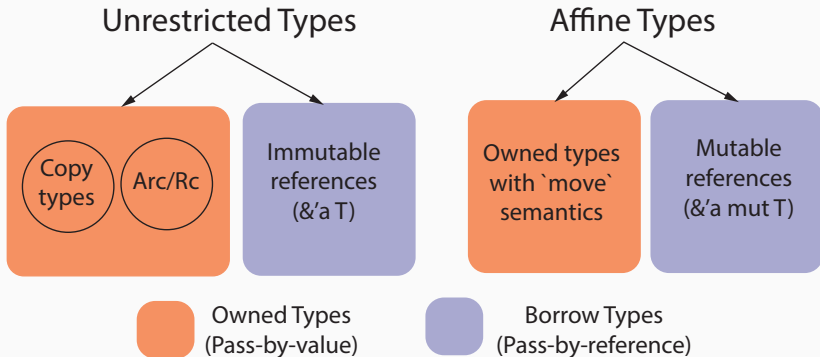 Unrestricted Types
Affine Types
Copy
types
Arc/Rc
Immutable
references
(&'a T)
Owned types
with `move`
semantics
Mutable
references
(&'a mut T)
Owned Types
(Pass-by-value)
Borrow Types
(Pass-by-reference)